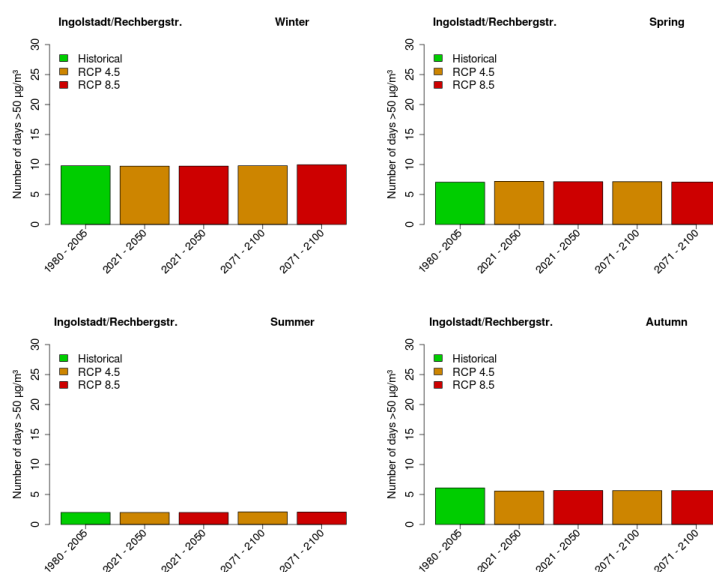 Ingolstadt/Rechbergstr. Winter
Number of days >50 µg/m³
30
25
20
15
10
5
0
Historical
RCP 4.5
RCP 8.5
1980 - 2005
2021 - 2050
2021 - 2050
2071 - 2100
2071 - 2100
Ingolstadt/Rechbergstr. Spring
Number of days >50 µg/m³
30
25
20
15
10
5
0
Historical
RCP 4.5
RCP 8.5
1980 - 2005
2021 - 2050
2021 - 2050
2071 - 2100
2071 - 2100
Ingolstadt/Rechbergstr. Summer
Number of days >50 µg/m³
30
25
20
15
10
5
0
Historical
RCP 4.5
RCP 8.5
1980 - 2005
2021 - 2050
2021 - 2050
2071 - 2100
2071 - 2100
Ingolstadt/Rechbergstr. Autumn
Number of days >50 µg/m³
30
25
20
15
10
5
0
Historical
RCP 4.5
RCP 8.5
1980 - 2005
2021 - 2050
2021 - 2050
2071 - 2100
2071 - 2100